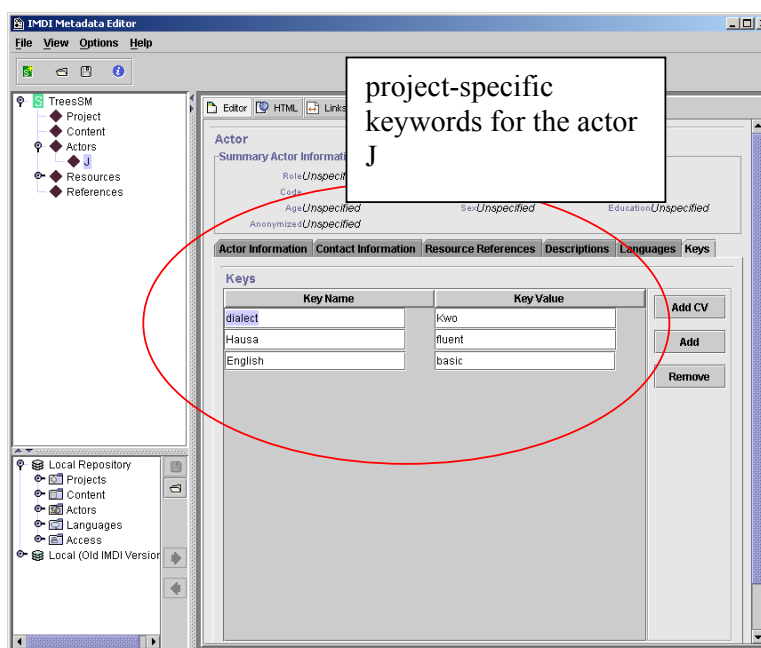 IMDI Metadata Editor
File View Options Help
TreesSM
Project
Content
Actors
J
Resources
References
Editor HTML Links
project-specific
keywords for the actor
J
Actor
Summary Actor Informati
Role Unspecif
Code
Age Unspecified Sex Unspecified Education Unspecified
Anonymized Unspecified
Actor Information Contact Information Resource References Descriptions Languages Keys
Keys
Key Name Key Value
dialect Kwo
Hausa fluent
English basic
Add CV
Add
Remove
Local Repository
Projects
Content
Actors
Languages
Access
Local (Old IMDI Version